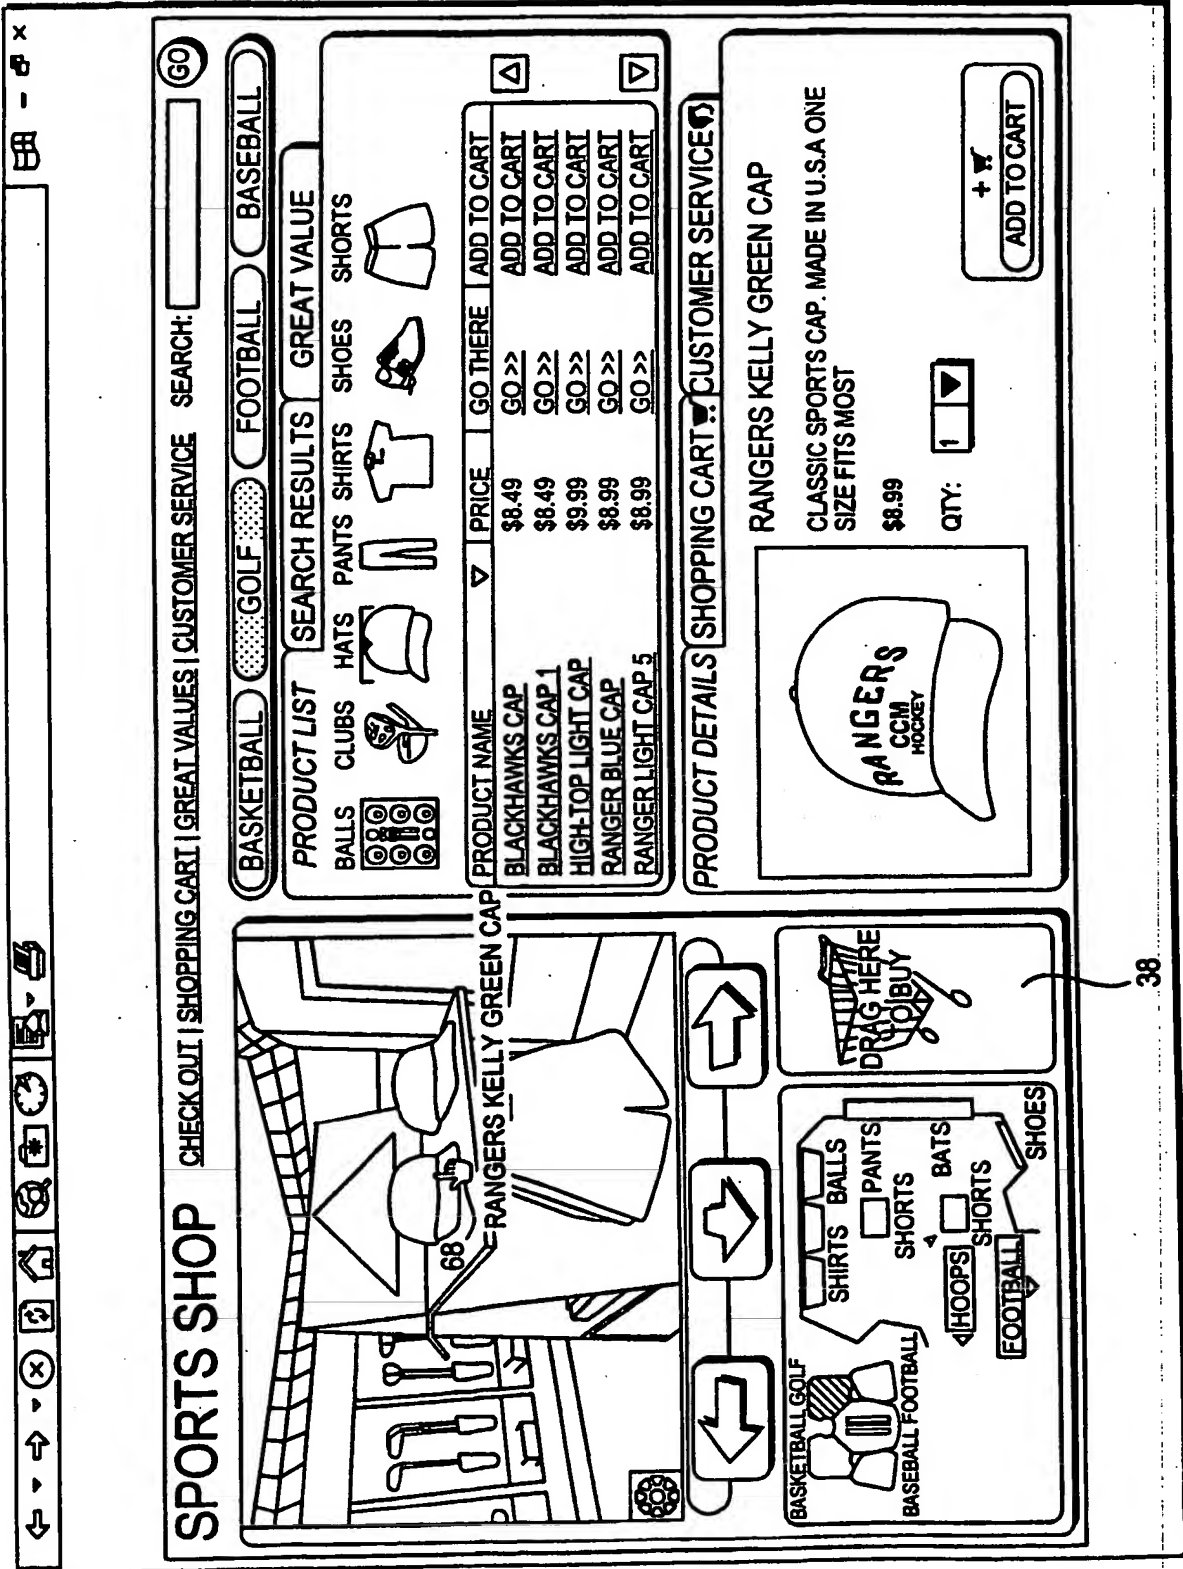 SPORTS SHOP
CHECK OUT | SHOPPING CART | GREAT VALUES | CUSTOMER SERVICE SEARCH: GO
BASKETBALL GOLF FOOTBALL BASEBALL
PRODUCT LIST SEARCH RESULTS GREAT VALUE
BALLS CLUBS HATS PANTS SHIRTS SHOES SHORTS
PRODUCT NAME PRICE GO THERE ADD TO CART
BLACKHAWKS CAP $8.49 GO >> ADD TO CART
BLACKHAWKS CAP 1 $8.49 GO >> ADD TO CART
HIGH-TOP LIGHT CAP $9.99 GO >> ADD TO CART
RANGER BLUE CAP $8.99 GO >> ADD TO CART
RANGER LIGHT CAP 5 $8.99 GO >> ADD TO CART
68
RANGERS KELLY GREEN CAP
PRODUCT DETAILS SHOPPING CART CUSTOMER SERVICE
RANGERS KELLY GREEN CAP
CLASSIC SPORTS CAP. MADE IN U.S.A ONE
SIZE FITS MOST
$8.99
QTY: 1
+
ADD TO CART
RANGERS
CCM
HOCKEY
BASKETBALL GOLF
BASEBALL FOOTBALL
SHIRTS BALLS
PANTS
SHORTS
BATS
HOOPS
SHORTS
FOOTBALL
SHOES
DRAG HERE
TO BUY
38